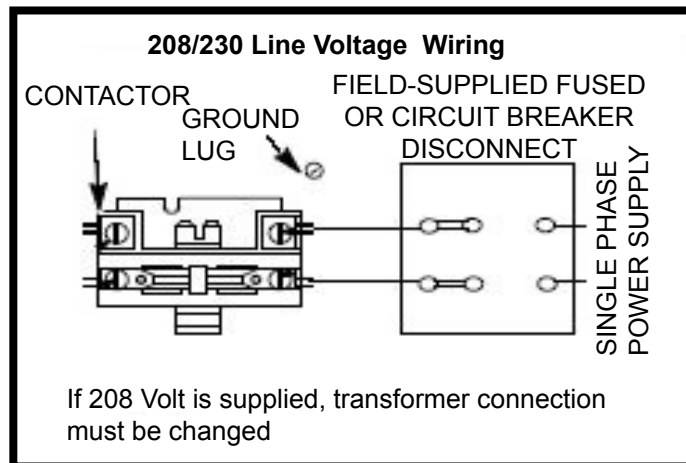 208/230 Line Voltage Wiring
CONTACTOR
GROUND
LUG
FIELD-SUPPLIED FUSED
OR CIRCUIT BREAKER
DISCONNECT
SINGLE PHASE
POWER SUPPLY
If 208 Volt is supplied, transformer connection
must be changed